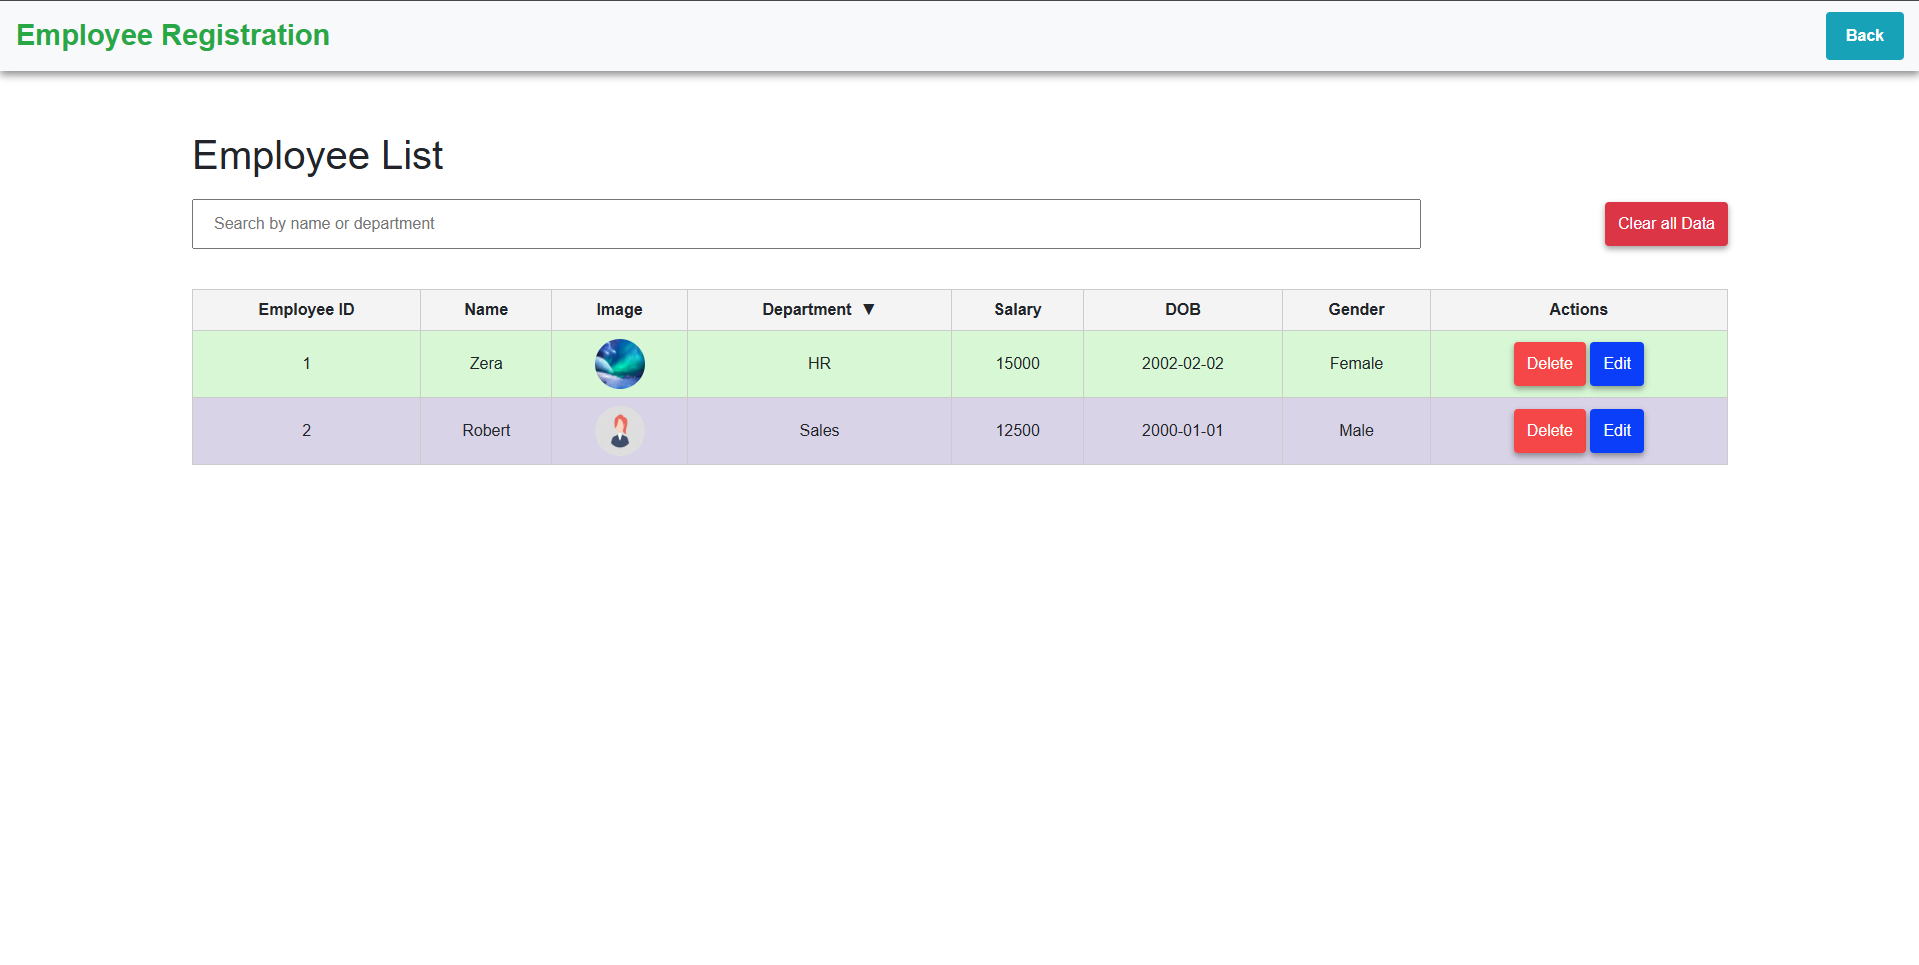 Employee Registration
Back
Employee List
Search by name or department
Clear all Data
Employee ID Name Image Department ▼ Salary DOB Gender Actions
1 Zera HR 15000 2002-02-02 Female Delete Edit
2 Robert Sales 12500 2000-01-01 Male Delete Edit